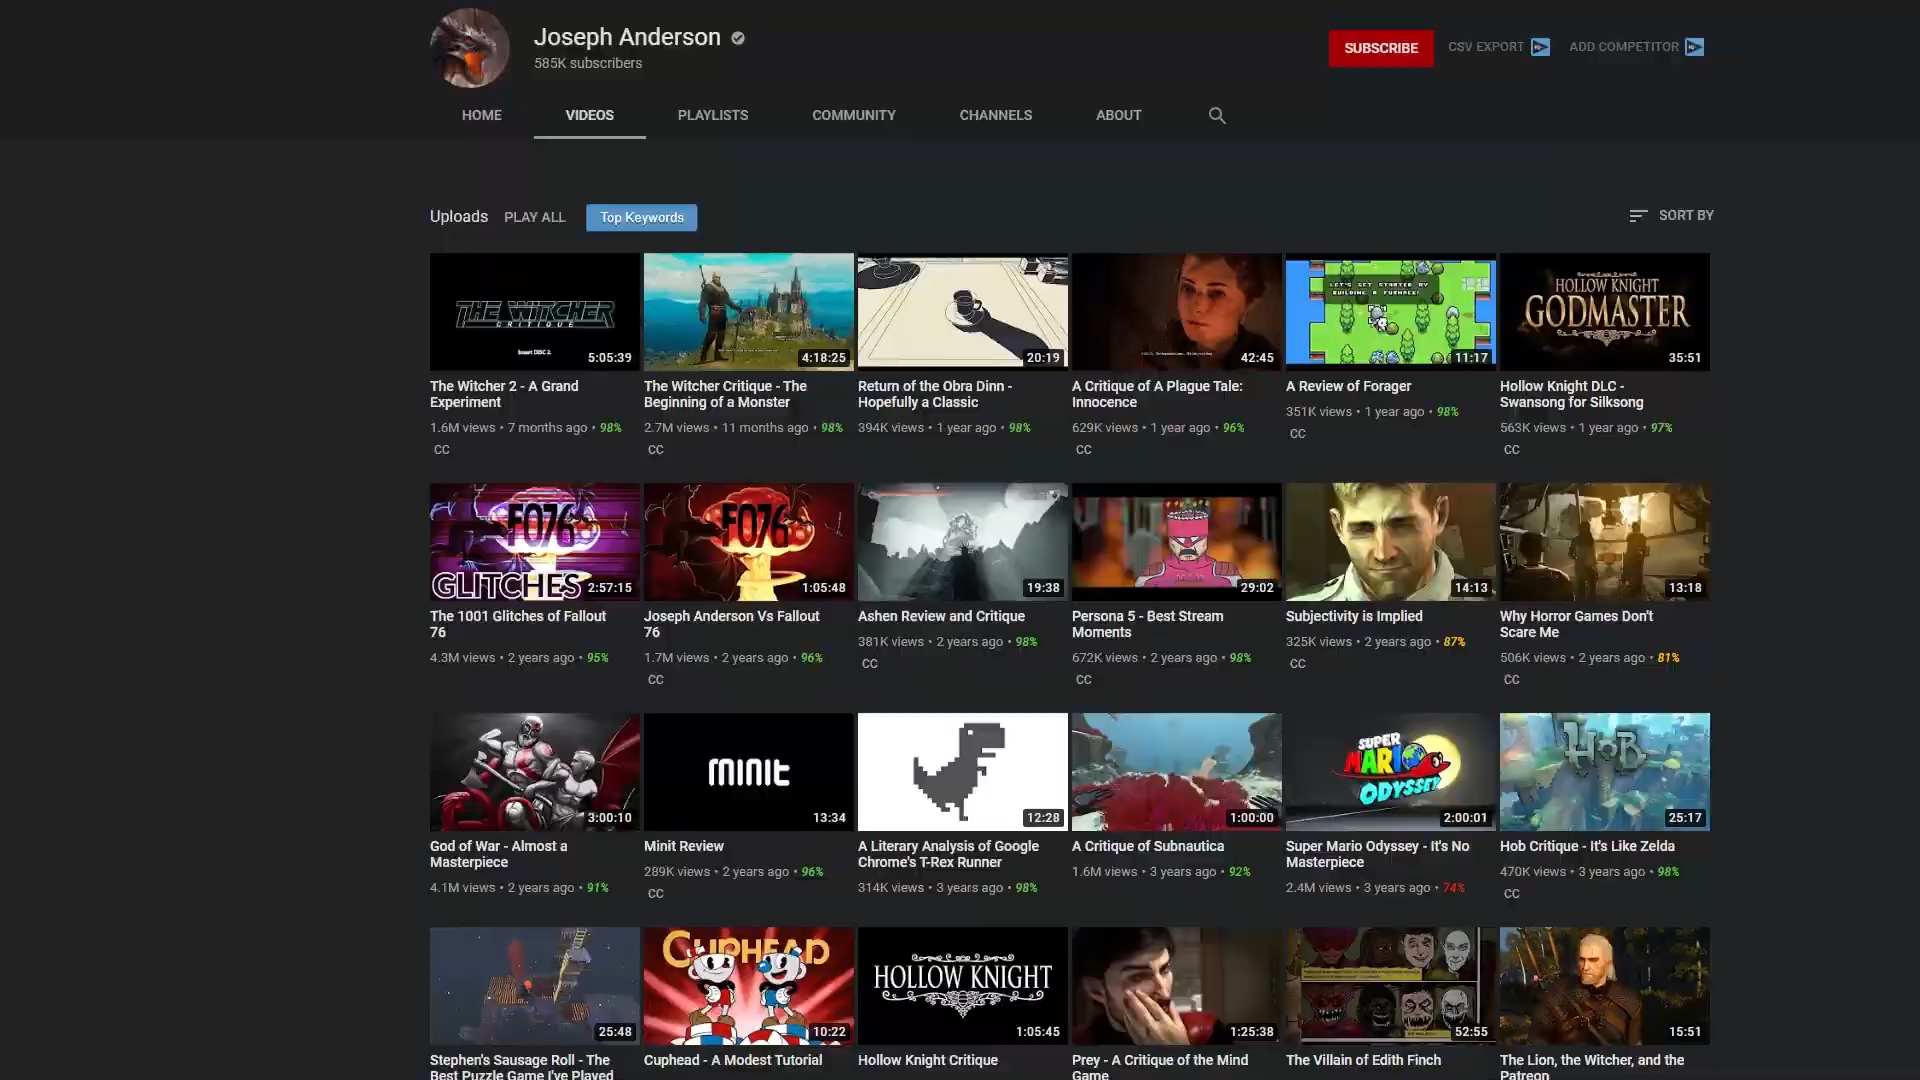 Joseph Anderson
585K subscribers
SUBSCRIBE
CSV EXPORT
ADD COMPETITOR
HOME
VIDEOS
PLAYLISTS
COMMUNITY
CHANNELS
ABOUT
Uploads
PLAY ALL
Top Keywords
SORT BY
THE WITCHER
CRITIQUE
Insert DISC 2.
5:05:39
4:18:25
20:19
42:45
LET'S GET STARTED BY
BUILDING A FURNACE!
11:17
HOLLOW KNIGHT
GODMASTER
35:51
The Witcher 2 - A Grand
Experiment
1.6M views • 7 months ago • 98%
CC
The Witcher Critique - The
Beginning of a Monster
2.7M views • 11 months ago • 98%
CC
Return of the Obra Dinn -
Hopefully a Classic
394K views • 1 year ago • 98%
A Critique of A Plague Tale:
Innocence
629K views • 1 year ago • 96%
CC
A Review of Forager
351K views • 1 year ago • 98%
CC
Hollow Knight DLC -
Swansong for Silksong
563K views • 1 year ago • 97%
CC
FO76
GLITCHES
2:57:15
FO76
1:05:48
19:38
29:02
14:13
13:18
The 1001 Glitches of Fallout
76
4.3M views • 2 years ago • 95%
Joseph Anderson Vs Fallout
76
1.7M views • 2 years ago • 96%
CC
Ashen Review and Critique
381K views • 2 years ago • 98%
CC
Persona 5 - Best Stream
Moments
672K views • 2 years ago • 98%
CC
Subjectivity is Implied
325K views • 2 years ago • 87%
CC
Why Horror Games Don't
Scare Me
506K views • 2 years ago • 81%
CC
3:00:10
minit
13:34
12:28
1:00:00
SUPER
MARIO
ODYSSEY
2:00:01
HOB
25:17
God of War - Almost a
Masterpiece
4.1M views • 2 years ago • 91%
Minit Review
289K views • 2 years ago • 96%
CC
A Literary Analysis of Google
Chrome's T-Rex Runner
314K views • 3 years ago • 98%
A Critique of Subnautica
1.6M views • 3 years ago • 92%
Super Mario Odyssey - It's No
Masterpiece
2.4M views • 3 years ago • 74%
Hob Critique - It's Like Zelda
470K views • 3 years ago • 98%
CC
25:48
CUPHEAD
10:22
HOLLOW KNIGHT
1:05:45
1:25:38
52:55
15:51
Stephen's Sausage Roll - The
Best Puzzle Game I've Played
Cuphead - A Modest Tutorial
Hollow Knight Critique
Prey - A Critique of the Mind
Game
The Villain of Edith Finch
The Lion, the Witcher, and the
Patreon